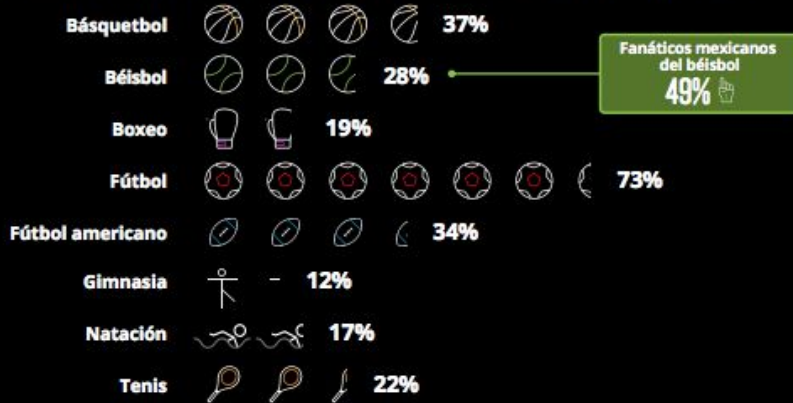 Básquetbol 37%
Béisbol 28%
Fanáticos mexicanos
del béisbol
49%
Boxeo 19%
Fútbol 73%
Fútbol americano 34%
Gimnasia 12%
Natación 17%
Tenis 22%